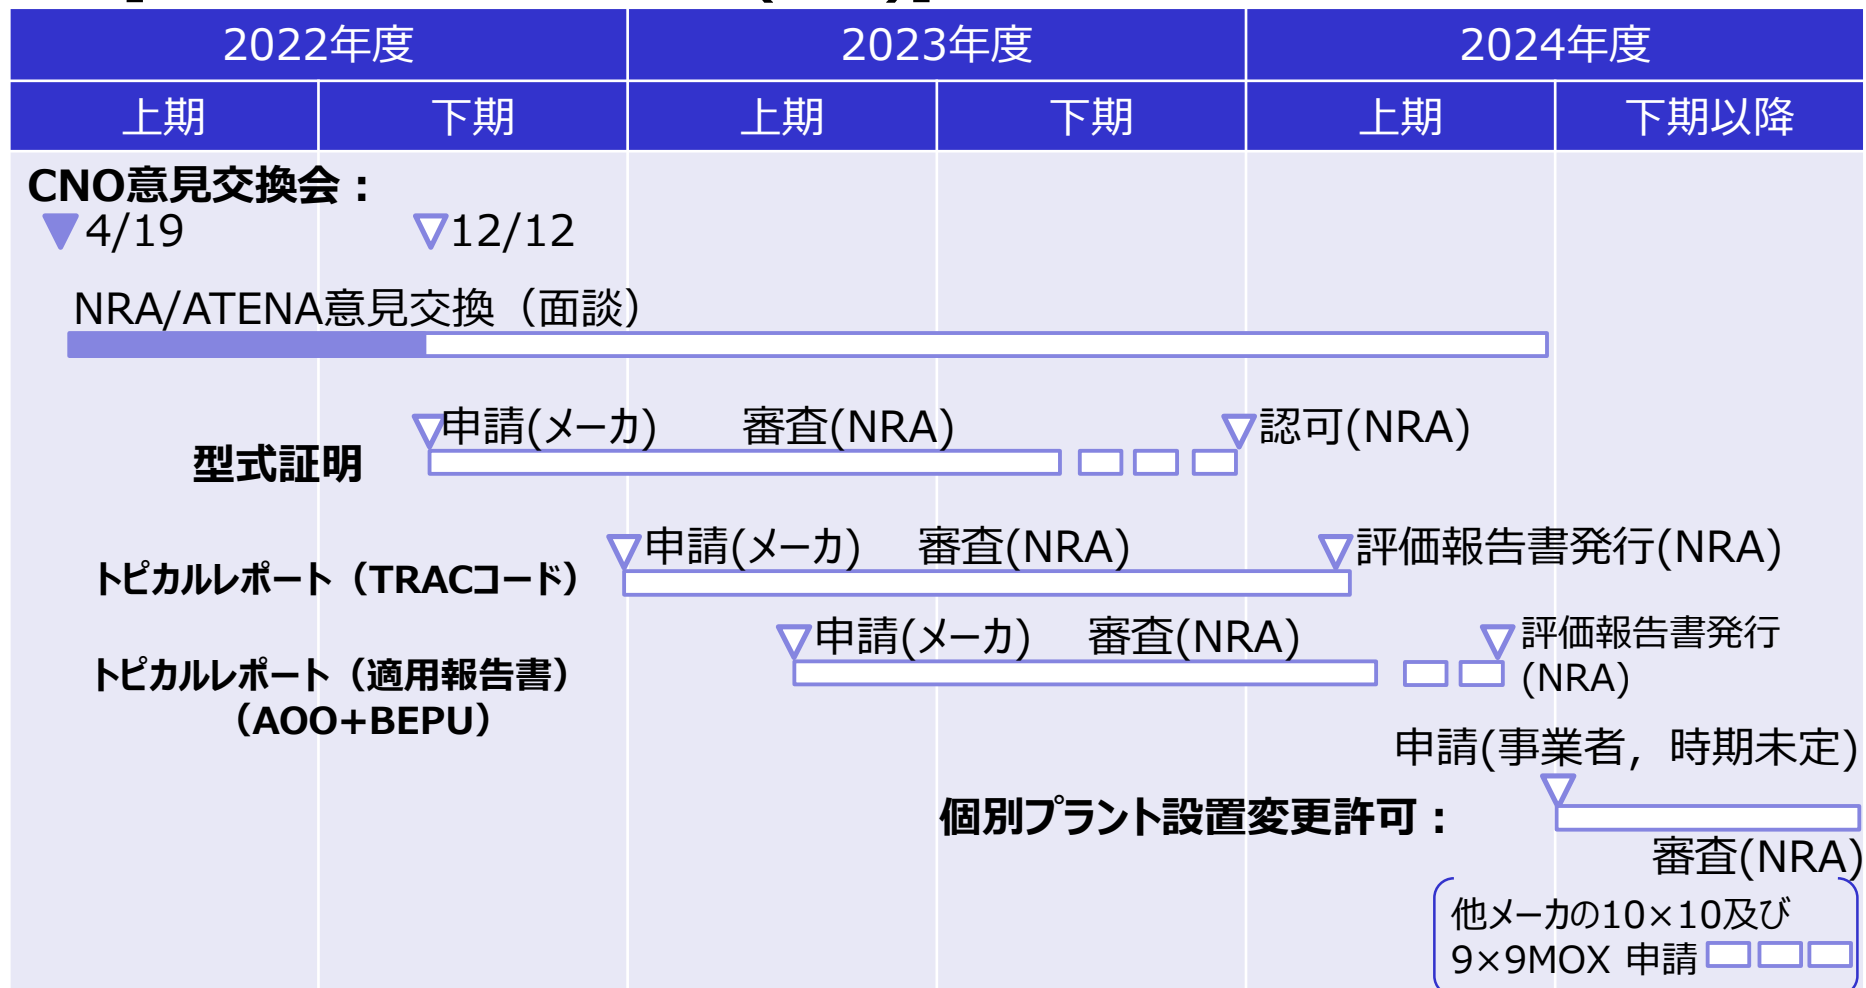 2022年度 2023年度 2024年度
上期 下期 上期 下期 上期 下期以降
CNO意見交換会：
4/19 12/12
NRA/ATENA意見交換（面談）
申請(メーカ) 審査(NRA) 認可(NRA)
型式証明
申請(メーカ) 審査(NRA) 評価報告書発行(NRA)
トピカルレポート（TRACコード）
申請(メーカ) 審査(NRA) 評価報告書発行
(NRA)
トピカルレポート（適用報告書）
（AOO+BEPU）
申請(事業者，時期未定)
個別プラント設置変更許可：
審査(NRA)
他メーカの10×10及び
9×9MOX 申請